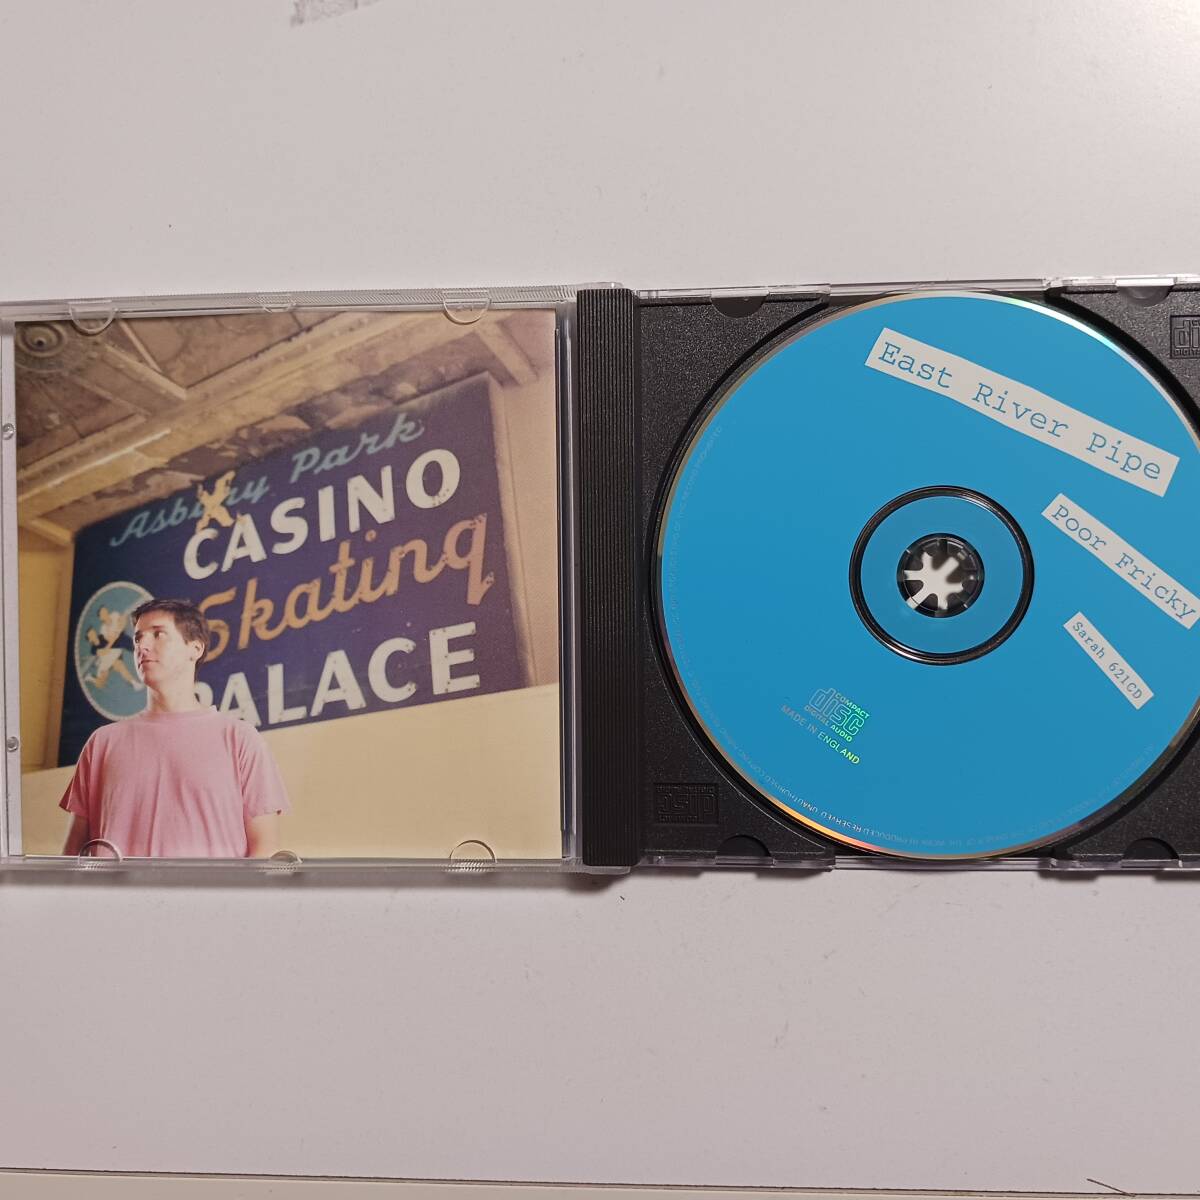 Asbury Park
CASINO
Skating
PALACE
East River Pipe
Poor Fricky
Sarah 621CD
COMPACT
disc
DIGITAL AUDIO
MADE IN ENGLAND